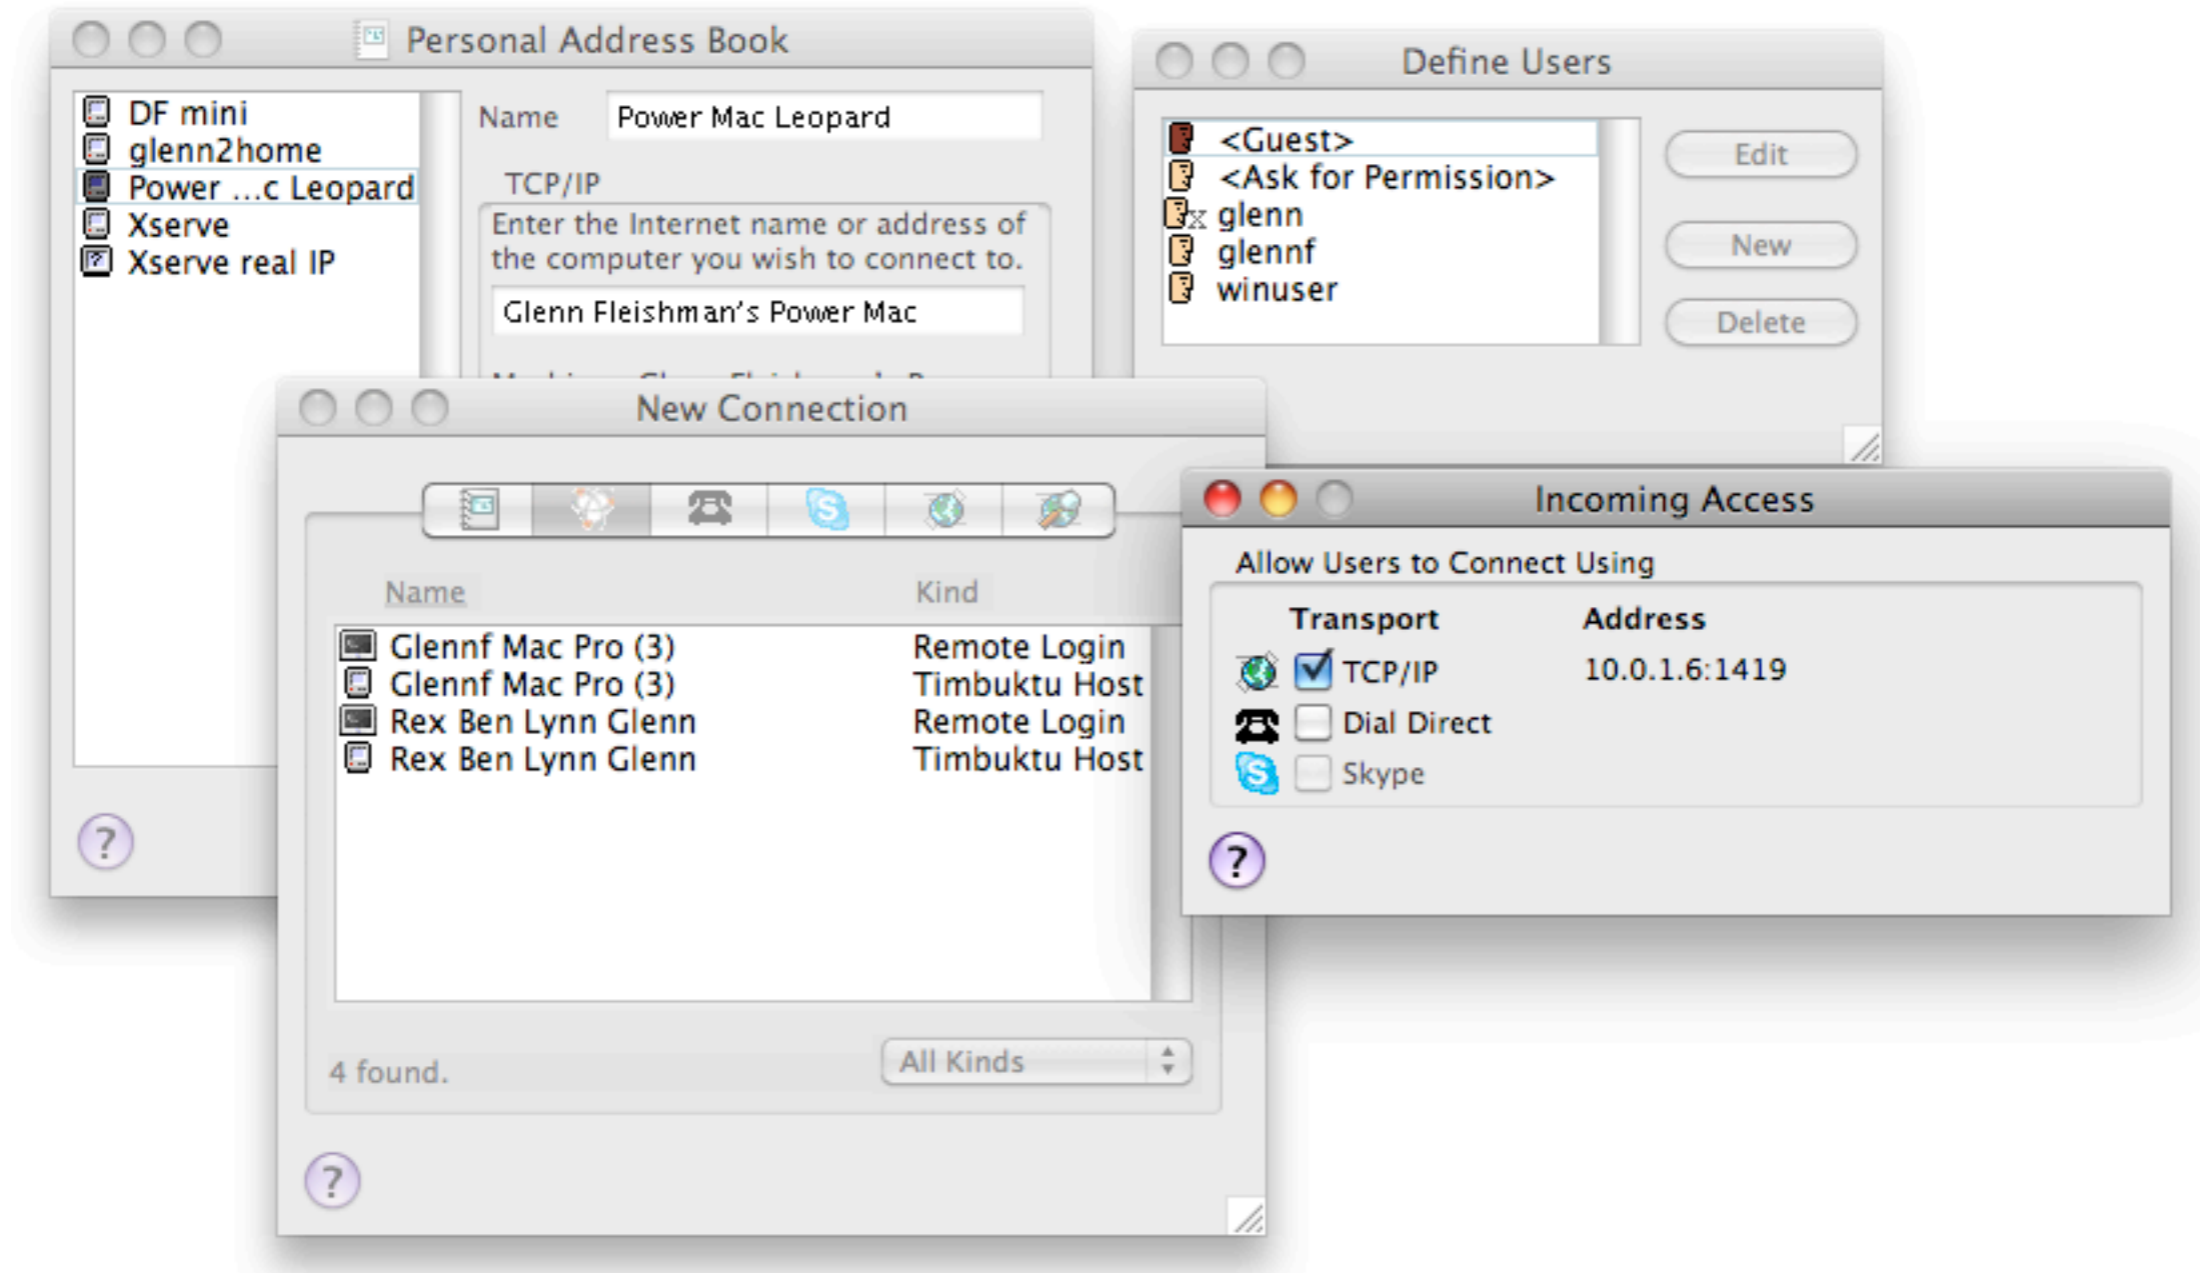 Personal Address Book
DF mini
glenn2home
Power ...c Leopard
Xserve
Xserve real IP
Name Power Mac Leopard
TCP/IP
Enter the Internet name or address of
the computer you wish to connect to.
Glenn Fleishman's Power Mac
?
Define Users
<Guest>
<Ask for Permission>
glenn
glennf
winuser
Edit
New
Delete
New Connection
Name Kind
Glennf Mac Pro (3) Remote Login
Glennf Mac Pro (3) Timbuktu Host
Rex Ben Lynn Glenn Remote Login
Rex Ben Lynn Glenn Timbuktu Host
4 found.
All Kinds
?
Incoming Access
Allow Users to Connect Using
Transport Address
TCP/IP 10.0.1.6:1419
Dial Direct
Skype
?